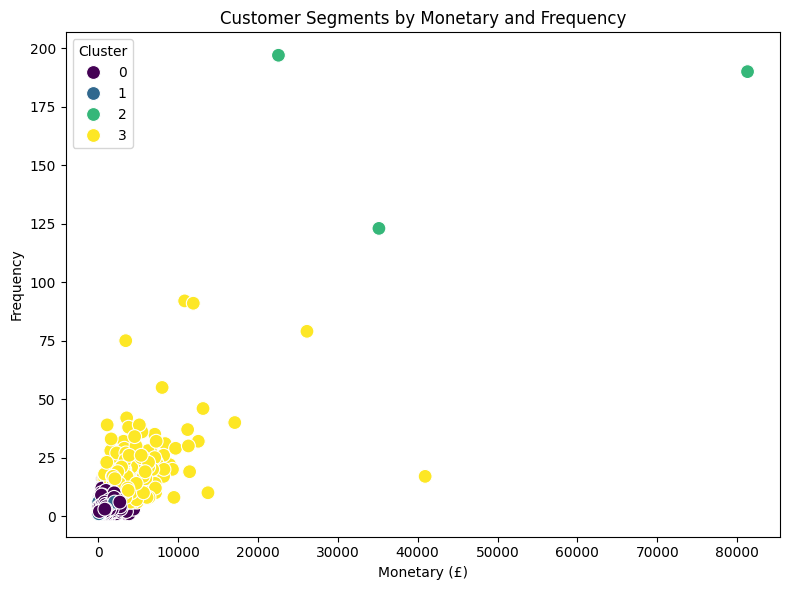 Customer Segments by Monetary and Frequency
Cluster
0
1
2
3
200
175
150
125
100
75
50
25
0
Frequency
0 10000 20000 30000 40000 50000 60000 70000 80000
Monetary (£)